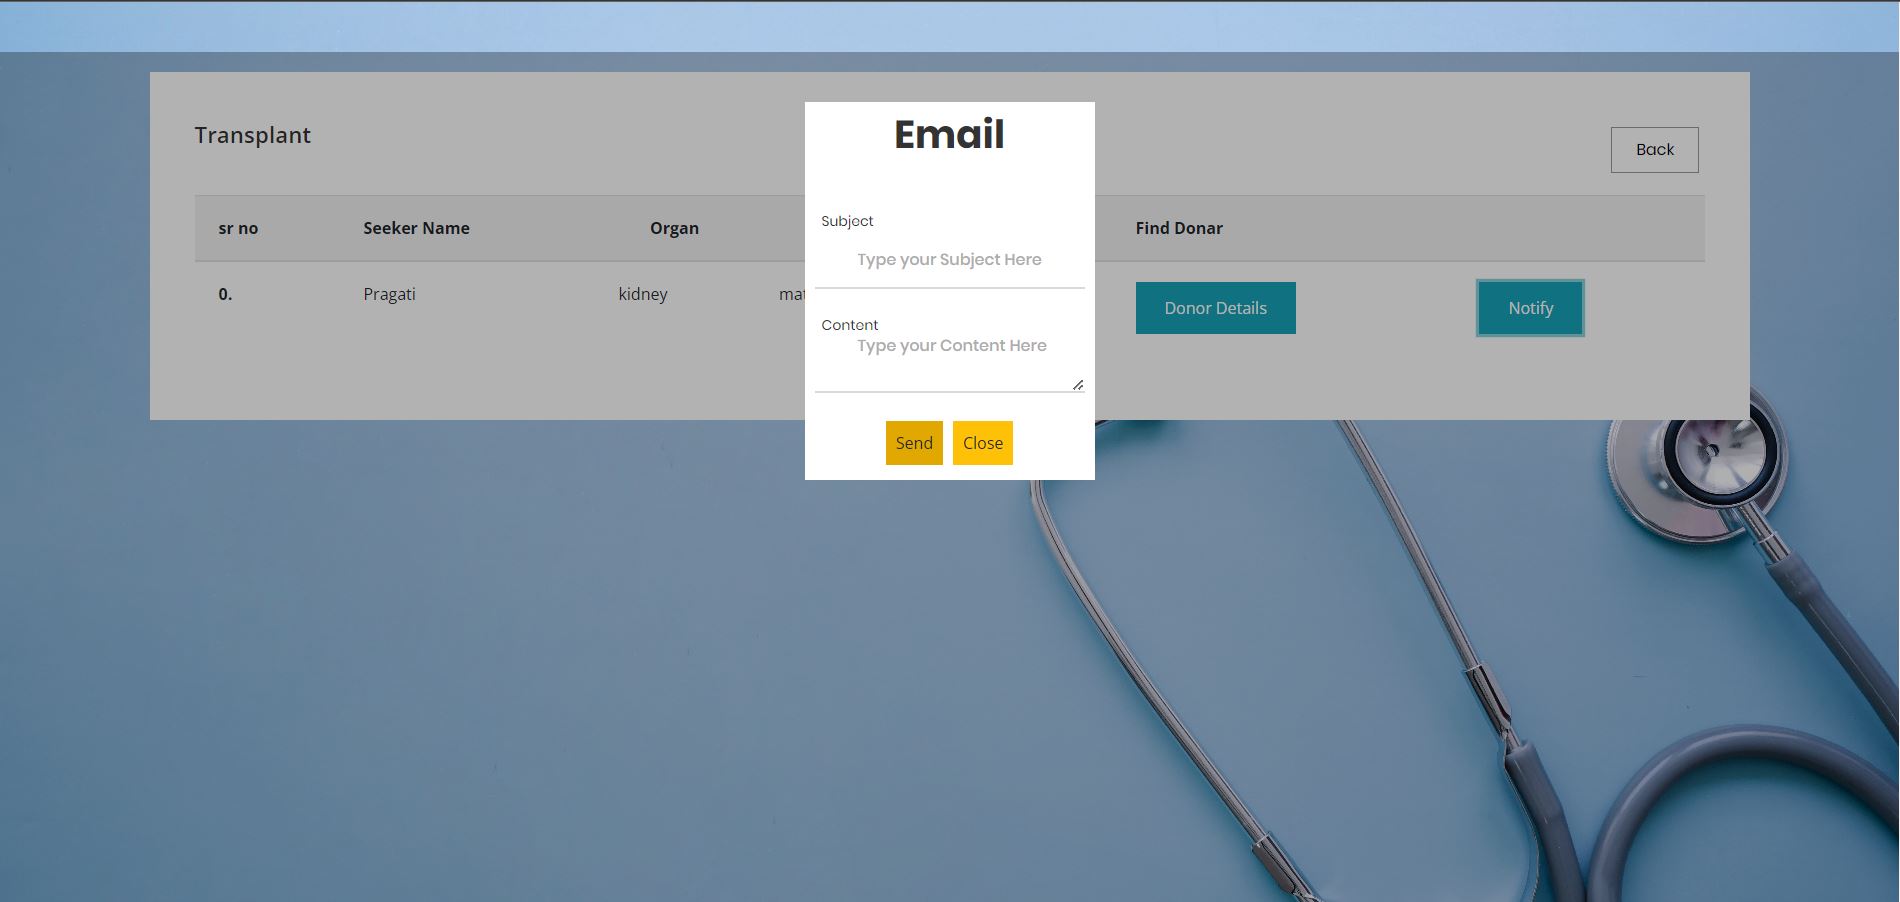 Transplant
Back
sr no Seeker Name Organ Find Donar
0. Pragati kidney Donor Details Notify
Email
Subject
Type your Subject Here
Content
Type your Content Here
Send Close